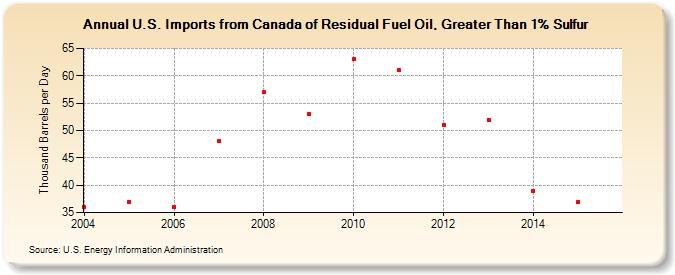 Annual U.S. Imports from Canada of Residual Fuel Oil, Greater Than 1% Sulfur
Thousand Barrels per Day
65
60
55
50
45
40
35
2004 2006 2008 2010 2012 2014
Source: U.S. Energy Information Administration